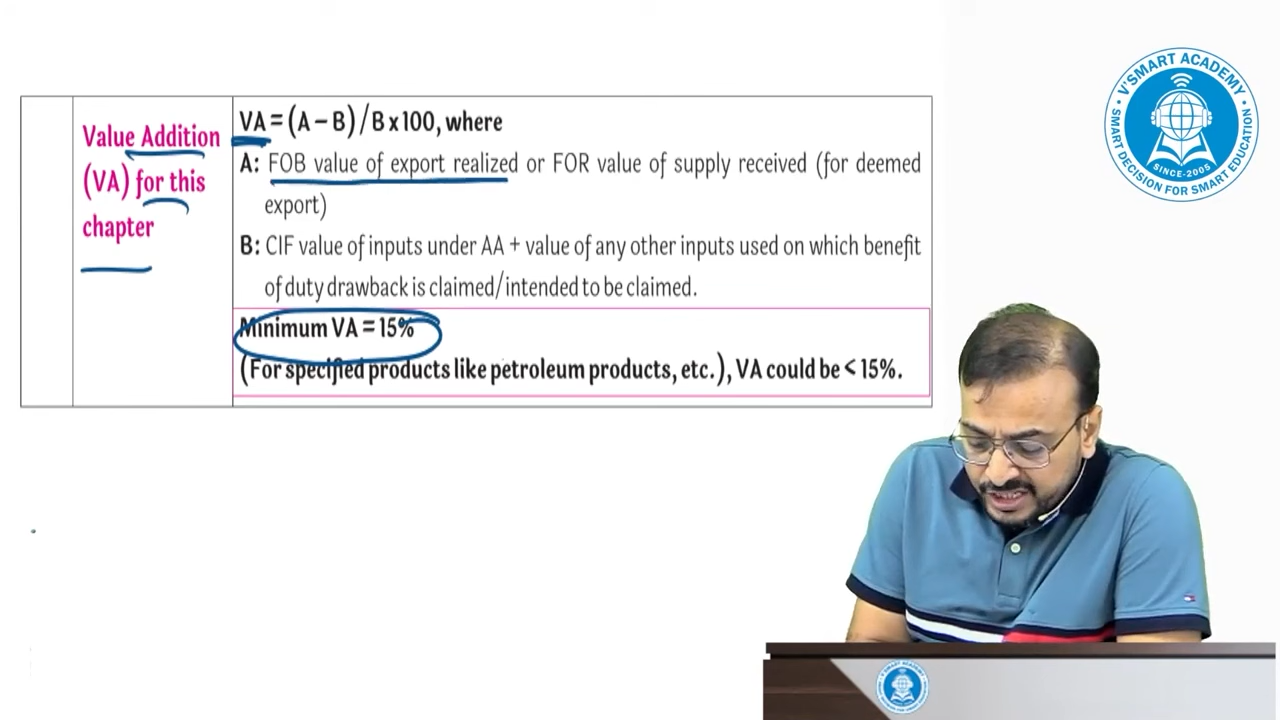 Value Addition
(VA) for this
chapter
VA = (A – B) / B x 100, where
A: FOB value of export realized or FOR value of supply received (for deemed
export)
B: CIF value of inputs under AA + value of any other inputs used on which benefit
of duty drawback is claimed/intended to be claimed.
Minimum VA = 15%
(For specified products like petroleum products, etc.), VA could be < 15%.
• V'SMART ACADEMY •
SINCE-2005
SMART DECISION FOR SMART EDUCATION